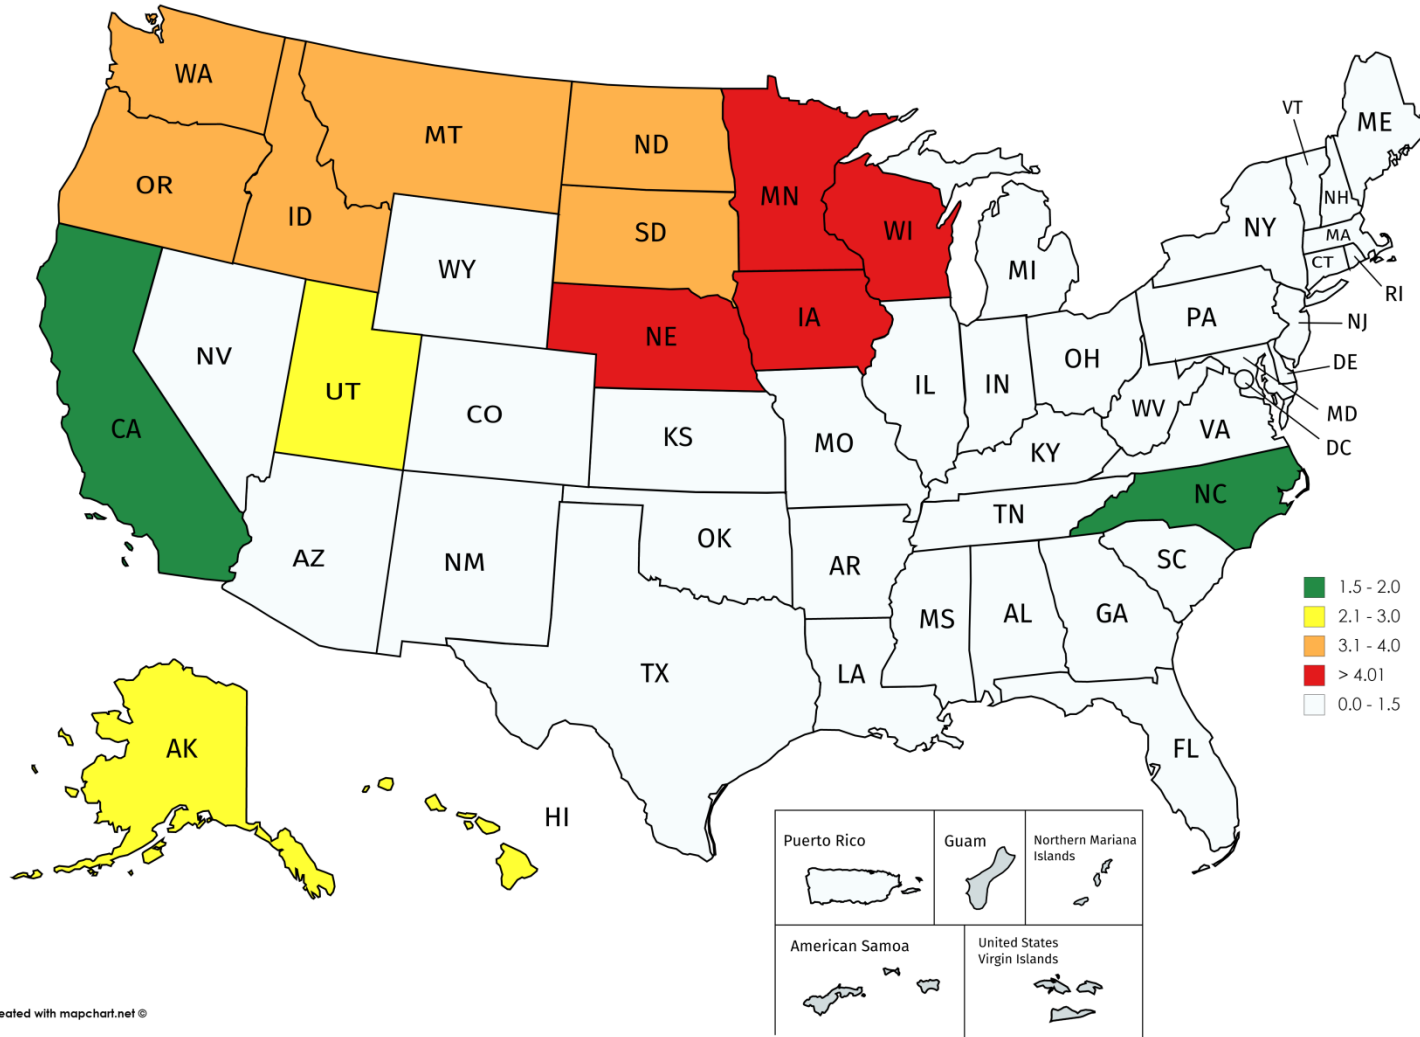 WA
OR
CA
ID
NV
MT
WY
UT
AZ
CO
NM
ND
SD
NE
KS
OK
TX
MN
IA
MO
AR
LA
WI
IL
MI
IN
OH
KY
TN
MS
AL
GA
FL
SC
NC
VA
WV
PA
NY
VT
NH
ME
MA
CT
RI
NJ
DE
MD
DC
AK
HI
1.5 - 2.0
2.1 - 3.0
3.1 - 4.0
> 4.01
0.0 - 1.5
Puerto Rico
Guam
Northern Mariana
Islands
American Samoa
United States
Virgin Islands
eated with mapchart.net ©